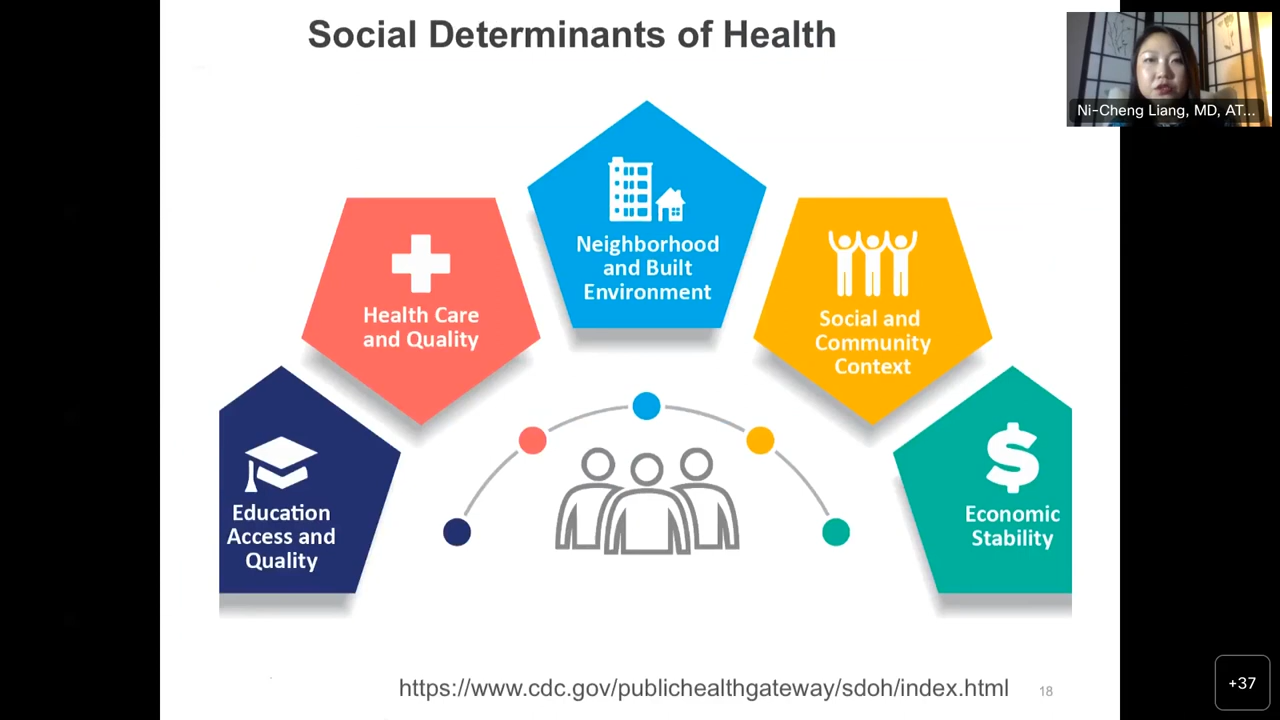 Social Determinants of Health
Ni-Cheng Liang, MD, AT...
Neighborhood
and Built
Environment
Health Care
and Quality
Social and
Community
Context
Education
Access and
Quality
$
Economic
Stability
https://www.cdc.gov/publichealthgateway/sdoh/index.html
18
+37